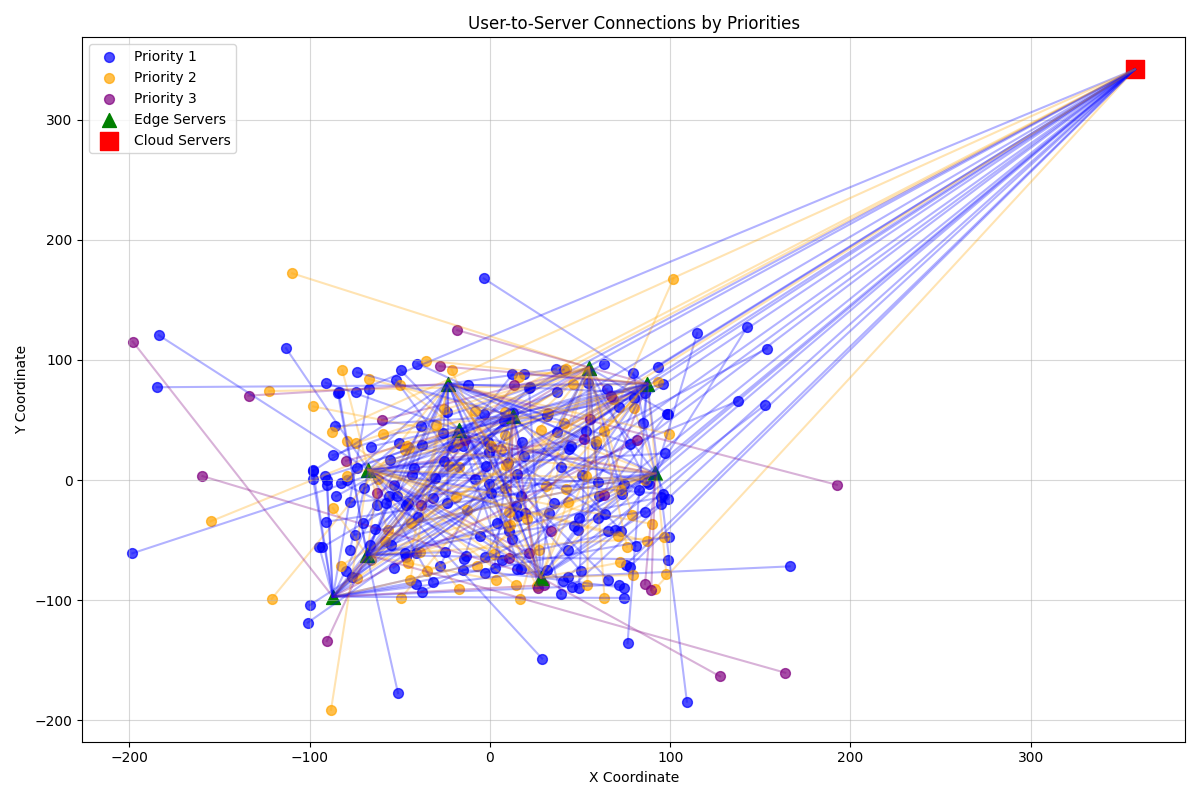 User-to-Server Connections by Priorities
Priority 1
Priority 2
Priority 3
Edge Servers
Cloud Servers
Y Coordinate
300
200
100
0
−100
−200
−200
−100
0
100
200
300
X Coordinate